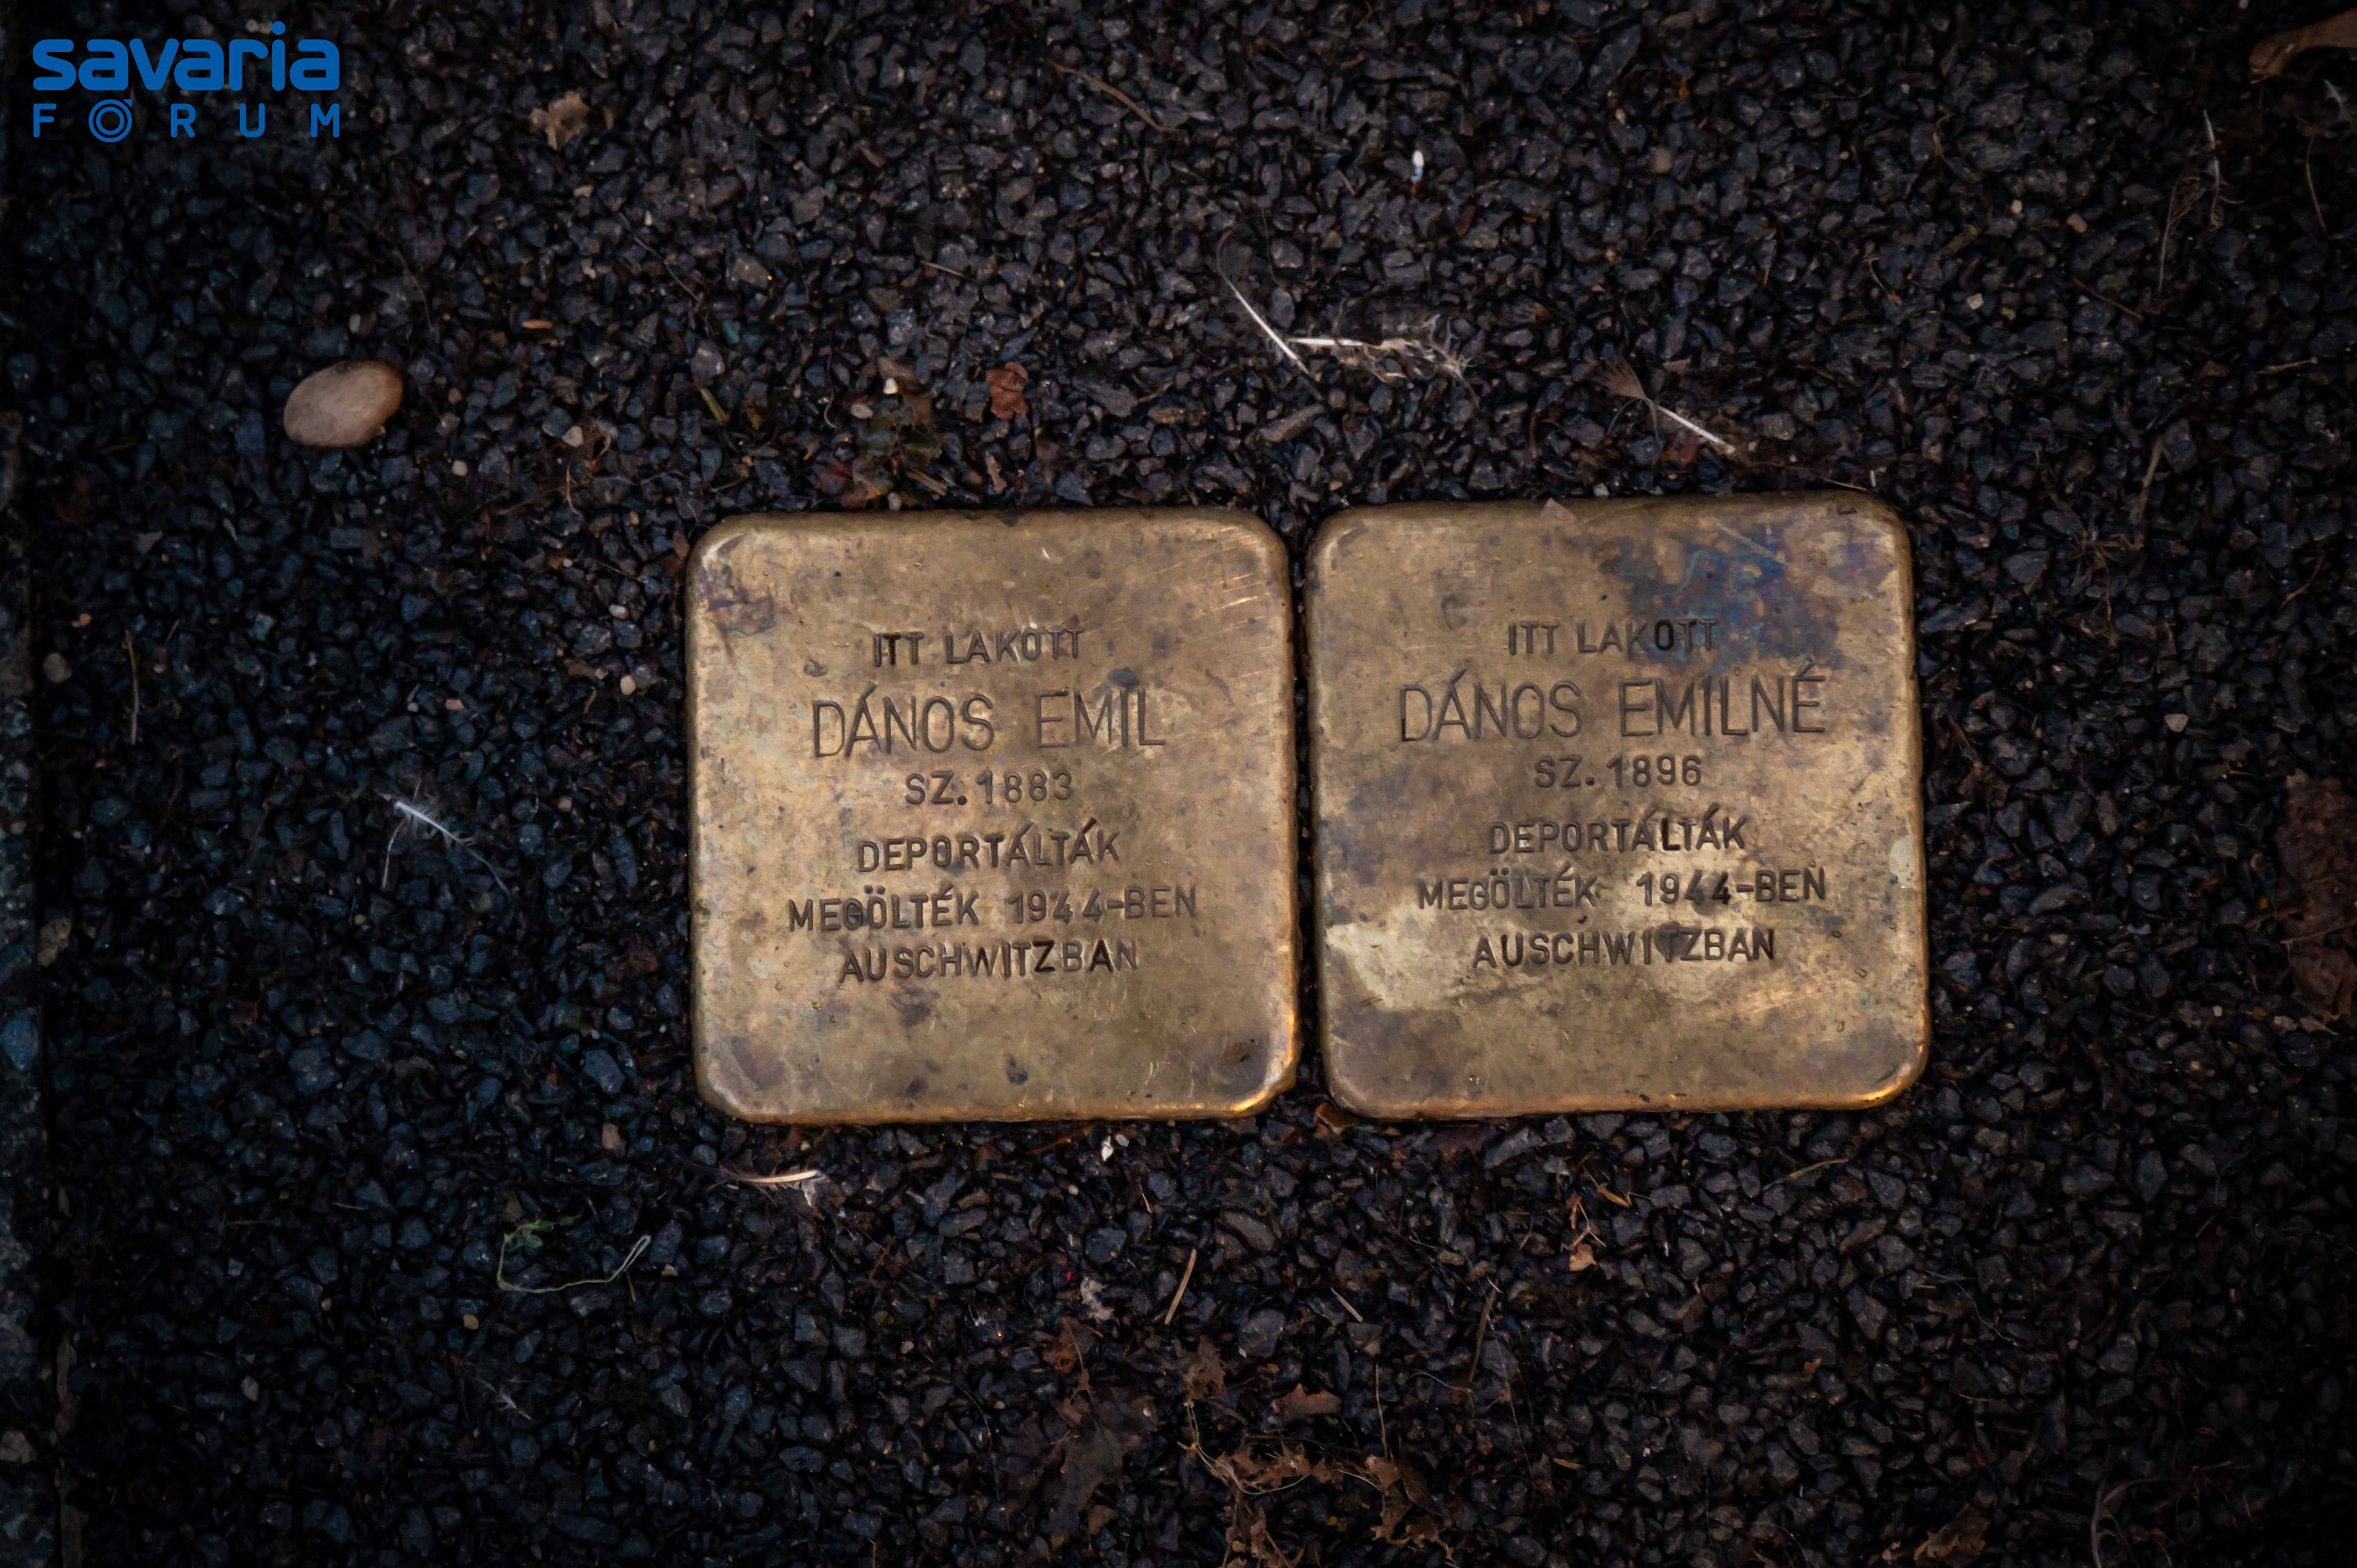 savaria
FORUM
ITT LAKOTT
DÁNOS EMIL
SZ. 1883
DEPORTÁLTÁK
MEGÖLTÉK 1944-BEN
AUSCHWITZBAN
ITT LAKOTT
DÁNOS EMILNÉ
SZ. 1896
DEPORTÁLTÁK
MEGÖLTÉK 1944-BEN
AUSCHWITZBAN